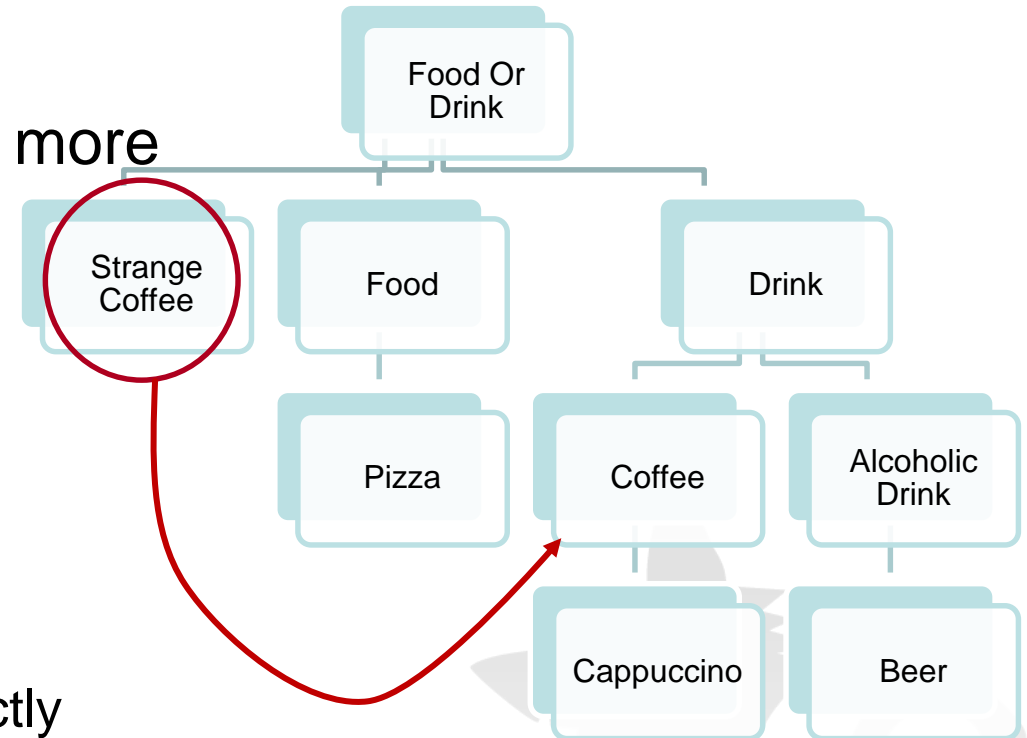 Food Or
Drink
more
Strange
Coffee
Food
Drink
Pizza
Coffee
Alcoholic
Drink
Cappuccino
Beer
ctly